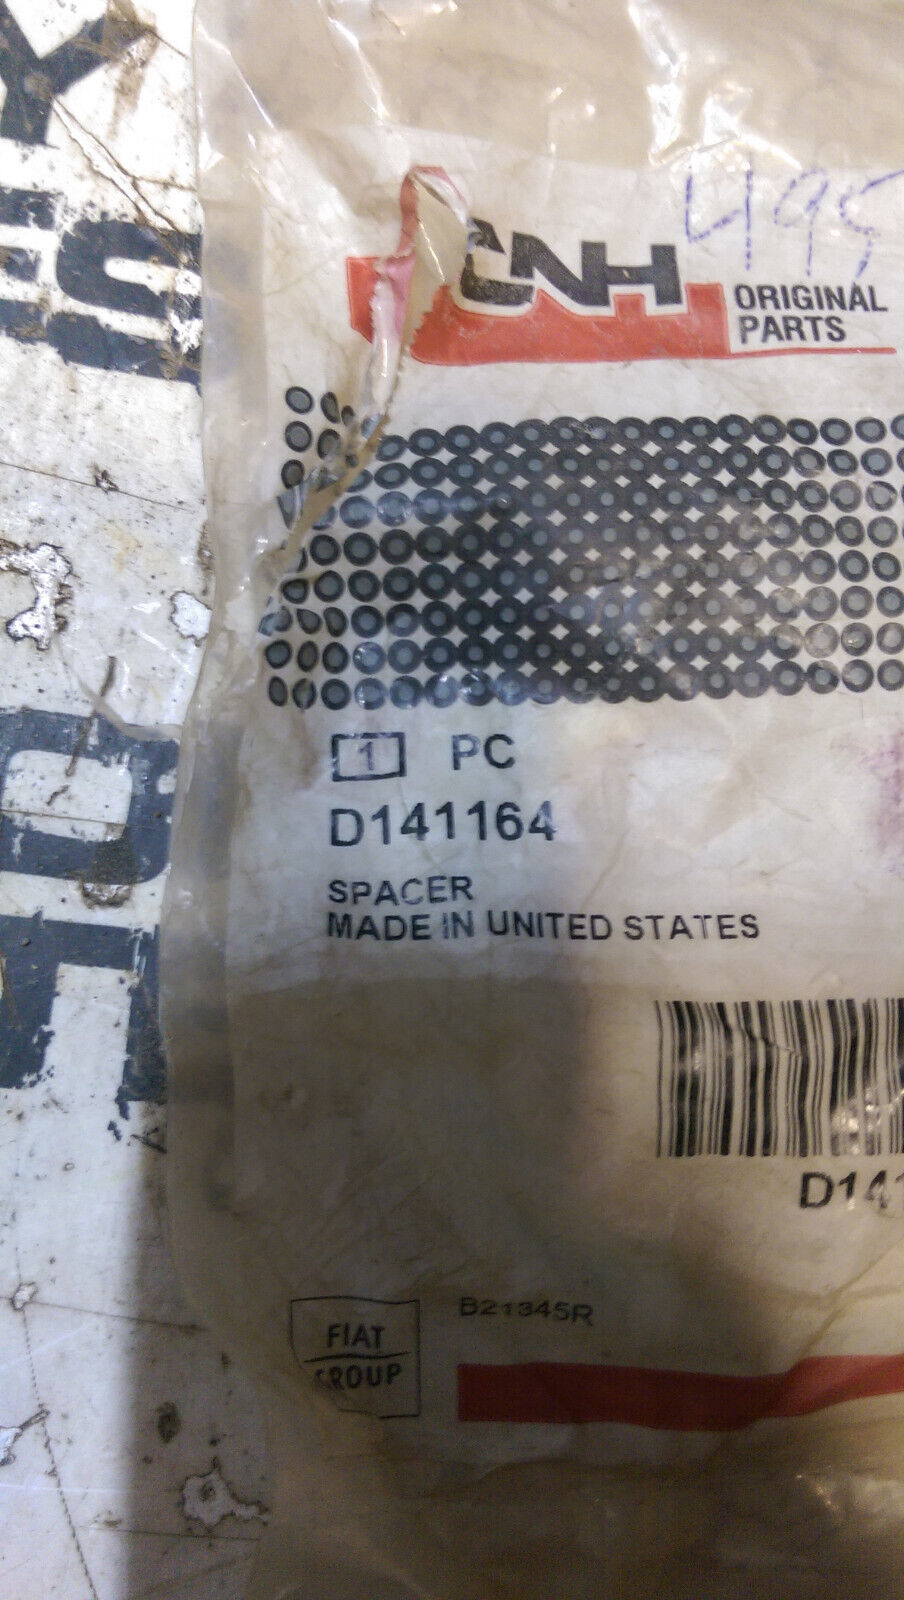 495
CNH
ORIGINAL
PARTS
1 PC
D141164
SPACER
MADE IN UNITED STATES
D141
B21345R
FIAT
GROUP